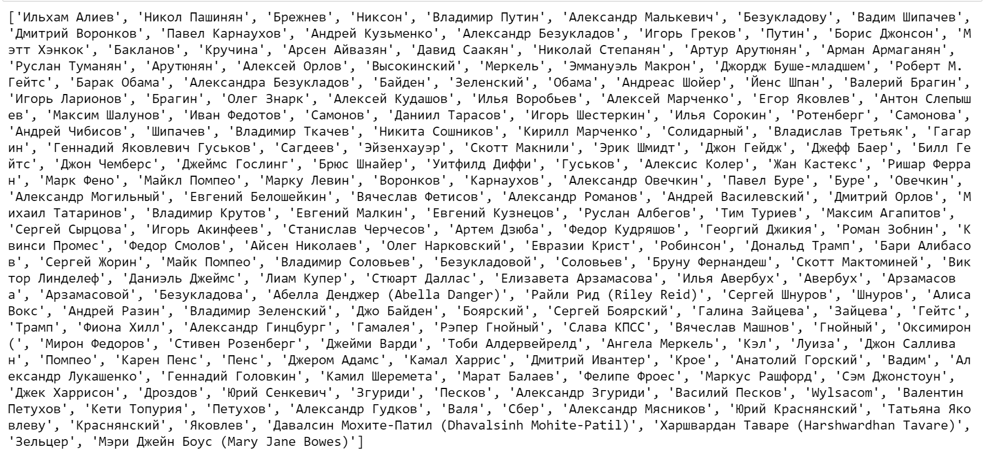 ['Ильхам Алиев', 'Никол Пашинян', 'Брежнев', 'Никсон', 'Владимир Путин', 'Александр Малькевич', 'Безукладову', 'Вадим Шипачев',
'Дмитрий Воронков', 'Павел Карнаухов', 'Андрей Кузьменко', 'Александр Безукладов', 'Игорь Греков', 'Путин', 'Борис Джонсон', 'М
этт Хэнкок', 'Бакланов', 'Кручина', 'Арсен Айвазян', 'Давид Саакян', 'Николай Степанян', 'Артур Арутюнян', 'Арман Армаганян',
'Руслан Туманян', 'Арутюнян', 'Алексей Орлов', 'Высокинский', 'Меркель', 'Эммануэль Макрон', 'Джордж Буше-младшем', 'Роберт М.
Гейтс', 'Барак Обама', 'Александра Безукладов', 'Байден', 'Зеленский', 'Обама', 'Андреас Шойер', 'Йенс Шпан', 'Валерий Брагин',
'Игорь Ларионов', 'Брагин', 'Олег Знарк', 'Алексей Кудашов', 'Илья Воробьев', 'Алексей Марченко', 'Егор Яковлев', 'Антон Слепыш
ев', 'Максим Шалунов', 'Иван Федотов', 'Самонов', 'Даниил Тарасов', 'Игорь Шестеркин', 'Илья Сорокин', 'Ротенберг', 'Самонова',
'Андрей Чибисов', 'Шипачев', 'Владимир Ткачев', 'Никита Сошников', 'Кирилл Марченко', 'Солидарный', 'Владислав Третьяк', 'Гагар
ин', 'Геннадий Яковлевич Гуськов', 'Сагдеев', 'Эйзенхауэр', 'Скотт Макнили', 'Эрик Шмидт', 'Джон Гейдж', 'Джефф Баер', 'Билл Ге
йтс', 'Джон Чемберс', 'Джеймс Гослинг', 'Брюс Шнайер', 'Уитфилд Диффи', 'Гуськов', 'Алексис Колер', 'Жан Кастекс', 'Ришар Ферра
н', 'Марк Фено', 'Майкл Помпео', 'Марку Левин', 'Воронков', 'Карнаухов', 'Александр Овечкин', 'Павел Буре', 'Буре', 'Овечкин',
'Александр Могильный', 'Евгений Белошейкин', 'Вячеслав Фетисов', 'Александр Романов', 'Андрей Василевский', 'Дмитрий Орлов', 'М
ихаил Татаринов', 'Владимир Крутов', 'Евгений Малкин', 'Евгений Кузнецов', 'Руслан Албегов', 'Тим Туриев', 'Максим Агапитов',
'Сергей Сырцова', 'Игорь Акинфеев', 'Станислав Черчесов', 'Артем Дзюба', 'Федор Кудряшов', 'Георгий Джикия', 'Роман Зобнин', 'К
винси Промес', 'Федор Смолов', 'Айсен Николаев', 'Олег Нарковский', 'Евразии Крист', 'Робинсон', 'Дональд Трамп', 'Бари Алибасо
в', 'Сергей Жорин', 'Майк Помпео', 'Владимир Соловьев', 'Безукладовой', 'Соловьев', 'Бруну Фернандеш', 'Скотт Мактоминей', 'Вик
тор Линделеф', 'Даниэль Джеймс', 'Лиам Купер', 'Стюарт Даллас', 'Елизавета Арзамасова', 'Илья Авербух', 'Авербух', 'Арзамасов
а', 'Арзамасовой', 'Безукладова', 'Абелла Денджер (Abella Danger)', 'Райли Рид (Riley Reid)', 'Сергей Шнуров', 'Шнуров', 'Алиса
Вокс', 'Андрей Разин', 'Владимир Зеленский', 'Джо Байден', 'Боярский', 'Сергей Боярский', 'Галина Зайцева', 'Зайцева', 'Гейтс',
'Трамп', 'Фиона Хилл', 'Александр Гинцбург', 'Гамалея', 'Рэпер Гнойный', 'Слава КПСС', 'Вячеслав Машнов', 'Гнойный', 'Оксимирон
(', 'Мирон Федоров', 'Стивен Розенберг', 'Джейми Варди', 'Тоби Алдервейрелд', 'Ангела Меркель', 'Кэл', 'Луиза', 'Джон Саллива
н', 'Помпео', 'Карен Пенс', 'Пенс', 'Джером Адамс', 'Камал Харрис', 'Дмитрий Ивантер', 'Крое', 'Анатолий Горский', 'Вадим', 'Ал
ександр Лукашенко', 'Геннадий Головкин', 'Камил Шеремета', 'Марат Балаев', 'Фелипе Фроес', 'Маркус Рашфорд', 'Сэм Джонстоун',
'Джек Харрисон', 'Дроздов', 'Юрий Сенкевич', 'Згуриди', 'Песков', 'Александр Згуриди', 'Василий Песков', 'Wylsacom', 'Валентин
Петухов', 'Кети Топурия', 'Петухов', 'Александр Гудков', 'Валя', 'Сбер', 'Александр Мясников', 'Юрий Краснянский', 'Татьяна Яко
влеву', 'Краснянский', 'Яковлев', 'Давалсин Мохите-Патил (Dhavalsinh Mohite-Patil)', 'Харшвардан Таваре (Harshwardhan Tavare)',
'Зельцер', 'Мэри Джейн Боус (Mary Jane Bowes)']